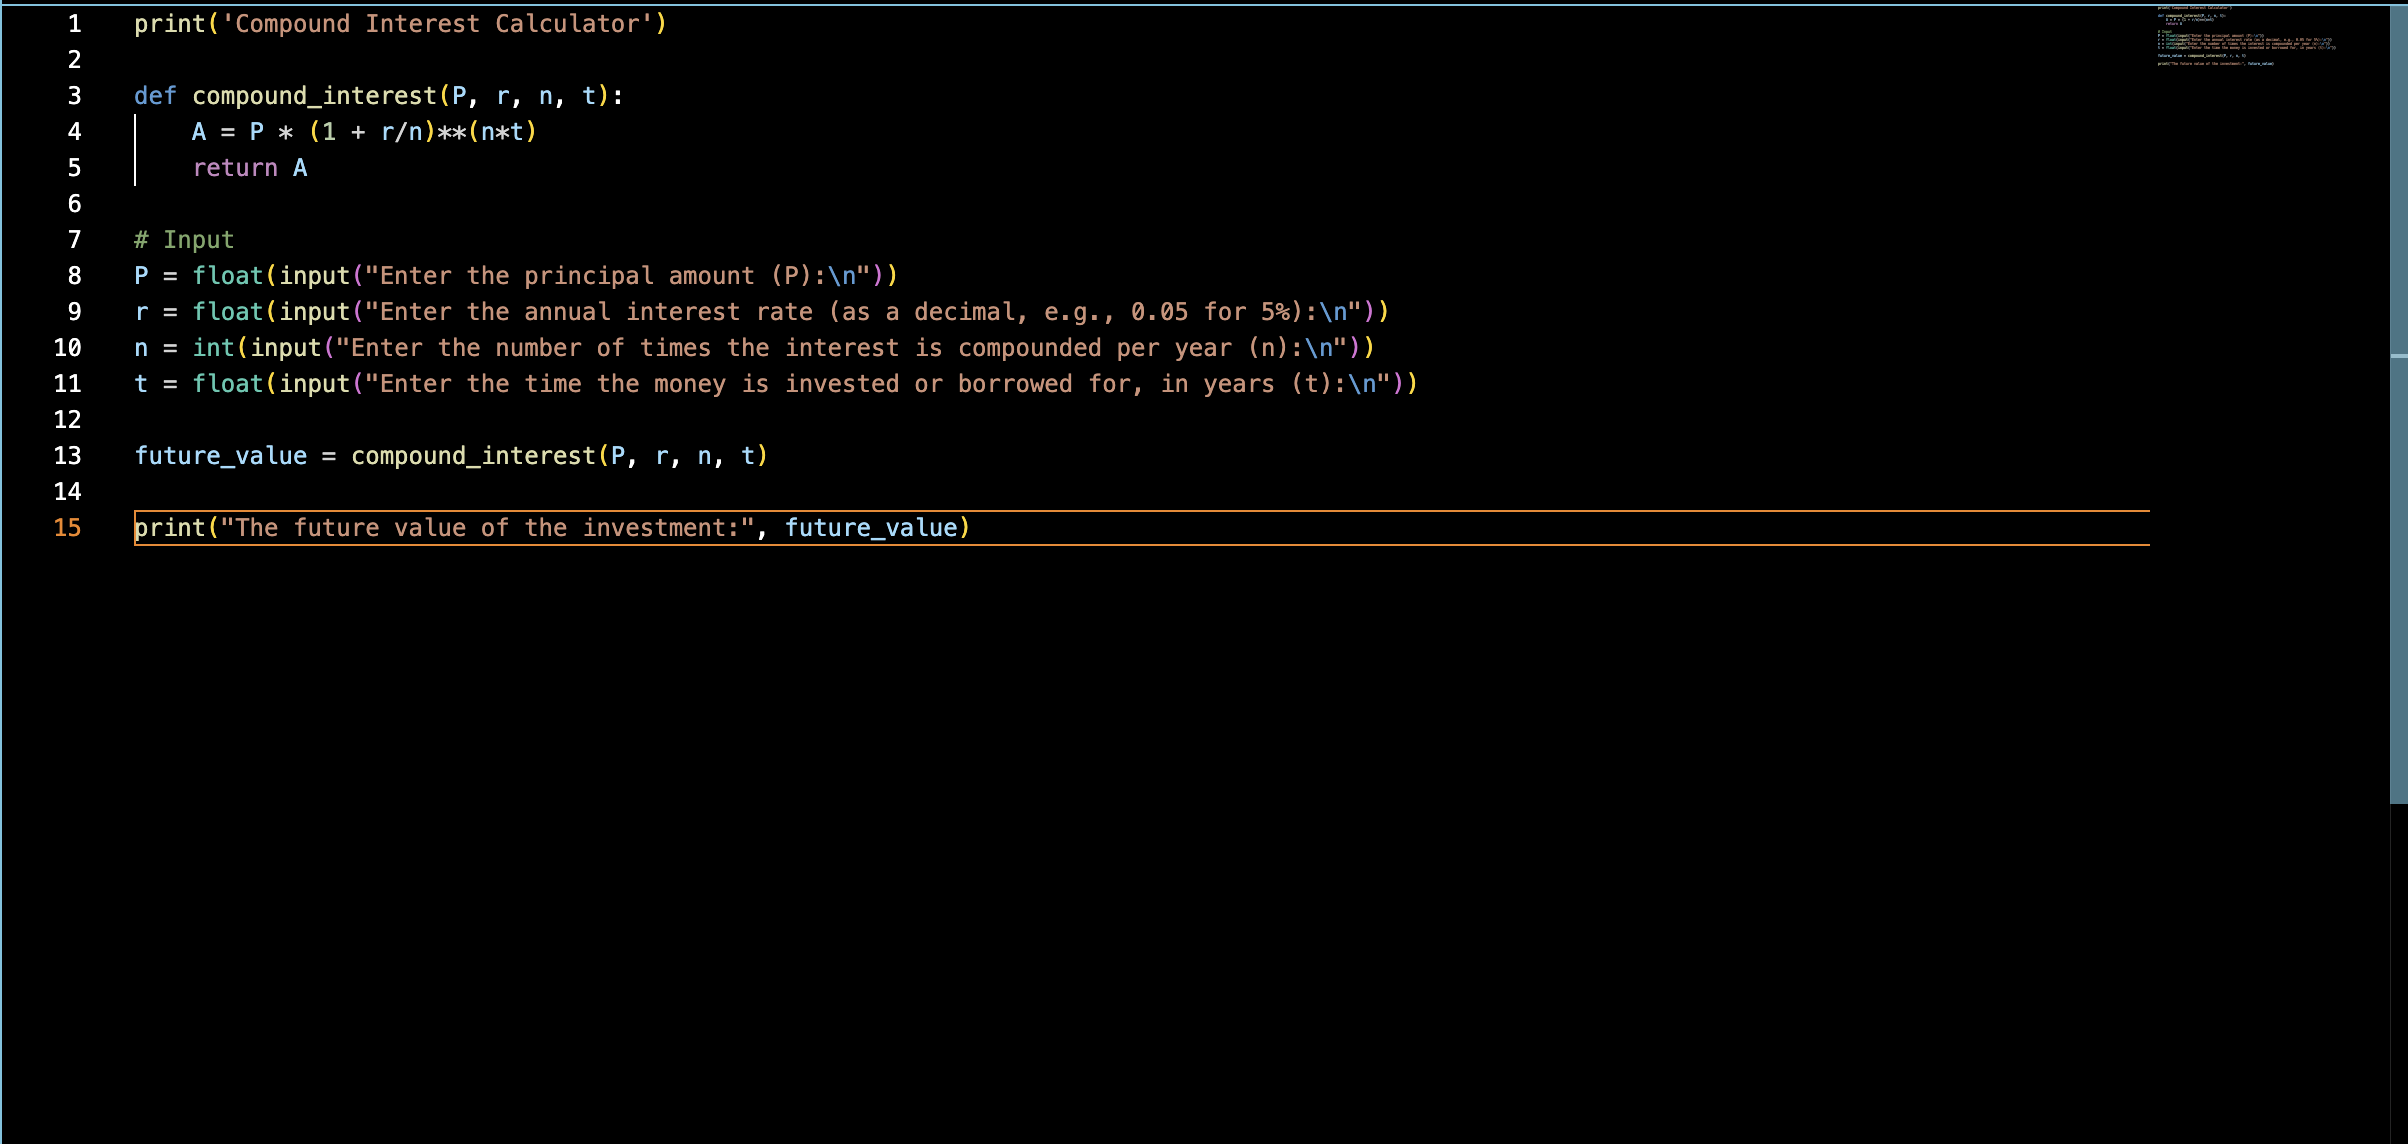 1 print('Compound Interest Calculator')
2
3 def compound_interest(P, r, n, t):
4     A = P * (1 + r/n)**(n*t)
5     return A
6
7 # Input
8 P = float(input("Enter the principal amount (P):\n"))
9 r = float(input("Enter the annual interest rate (as a decimal, e.g., 0.05 for 5%):\n"))
10 n = int(input("Enter the number of times the interest is compounded per year (n):\n"))
11 t = float(input("Enter the time the money is invested or borrowed for, in years (t):\n"))
12
13 future_value = compound_interest(P, r, n, t)
14
15 print("The future value of the investment:", future_value)